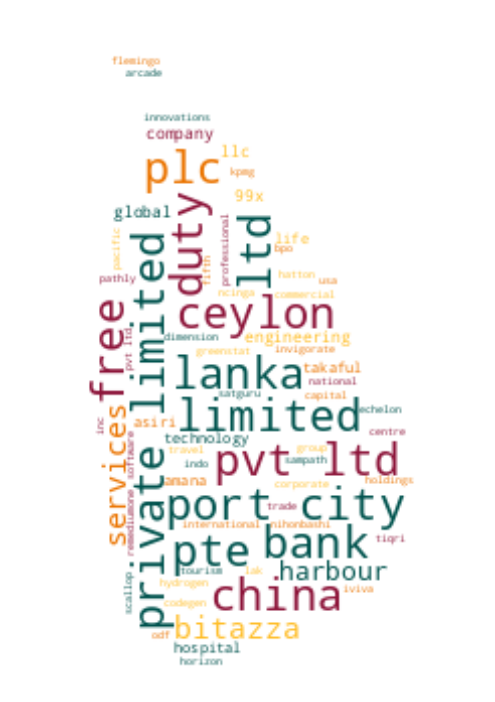 flemingo
arcade
innovations
company
llc
plc
kpmg
99x
global
duty
professional
ltd
pacific
fifth
life
bpo
pathly
hatton
usa
ncinga
commercial
private limited
free
ceylon
pvt ltd
dimension
engineering
greenstat
invigorate
lanka
takaful
national
satguru
capital
limited
echelon
services
inc
asiri
technology
centre
software
travel
group
pvt ltd
indo
sampath
amana
corporate
holdings
remediumone
port city
trade
international
nihonbashi
pte
bank
tiqri
tourism
lak
harbour
scallop
hydrogen
china
iviva
codegen
odf
bitazza
hospital
horizon